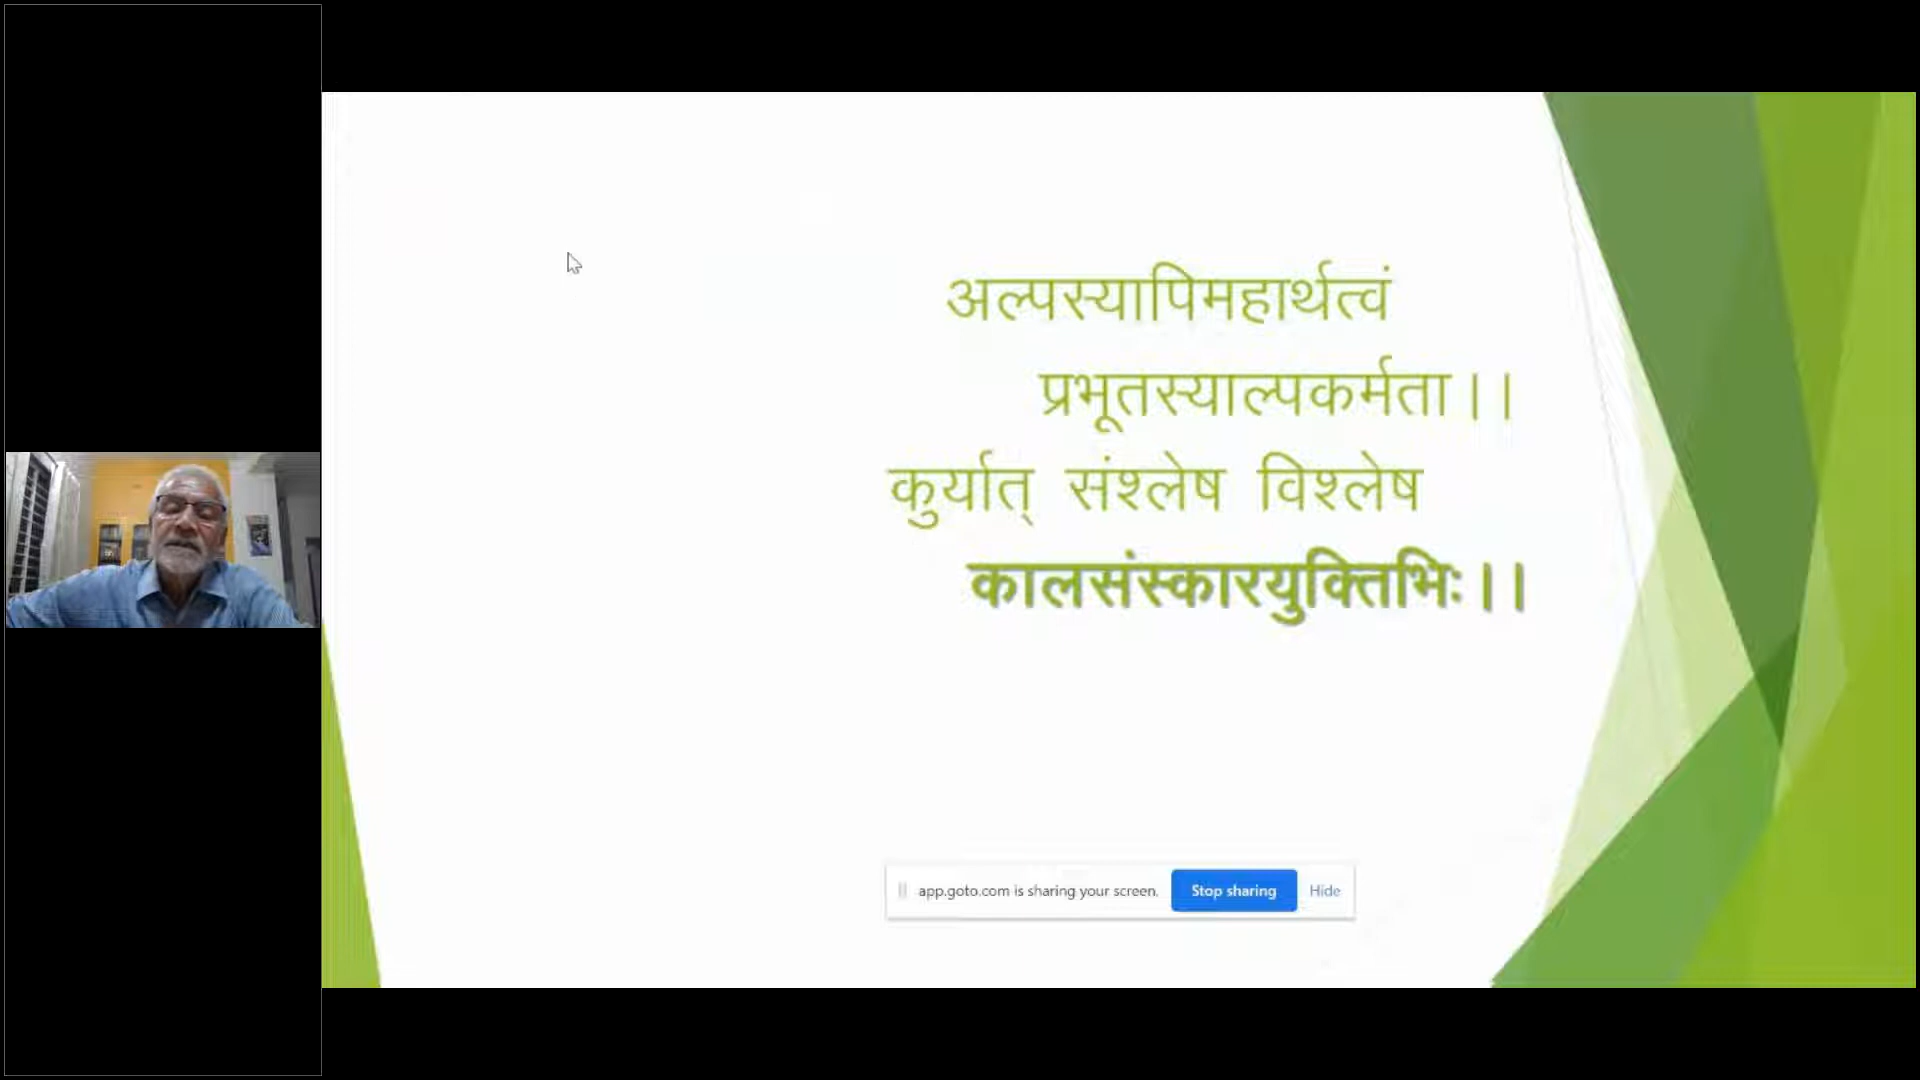 अल्पस्यापिमहार्थत्वं
प्रभूतस्याल्पकर्मता।।
कुर्यात् संश्लेष विश्लेष
कालसंस्कारयुक्तिभिः।।
app.goto.com is sharing your screen. Stop sharing Hide